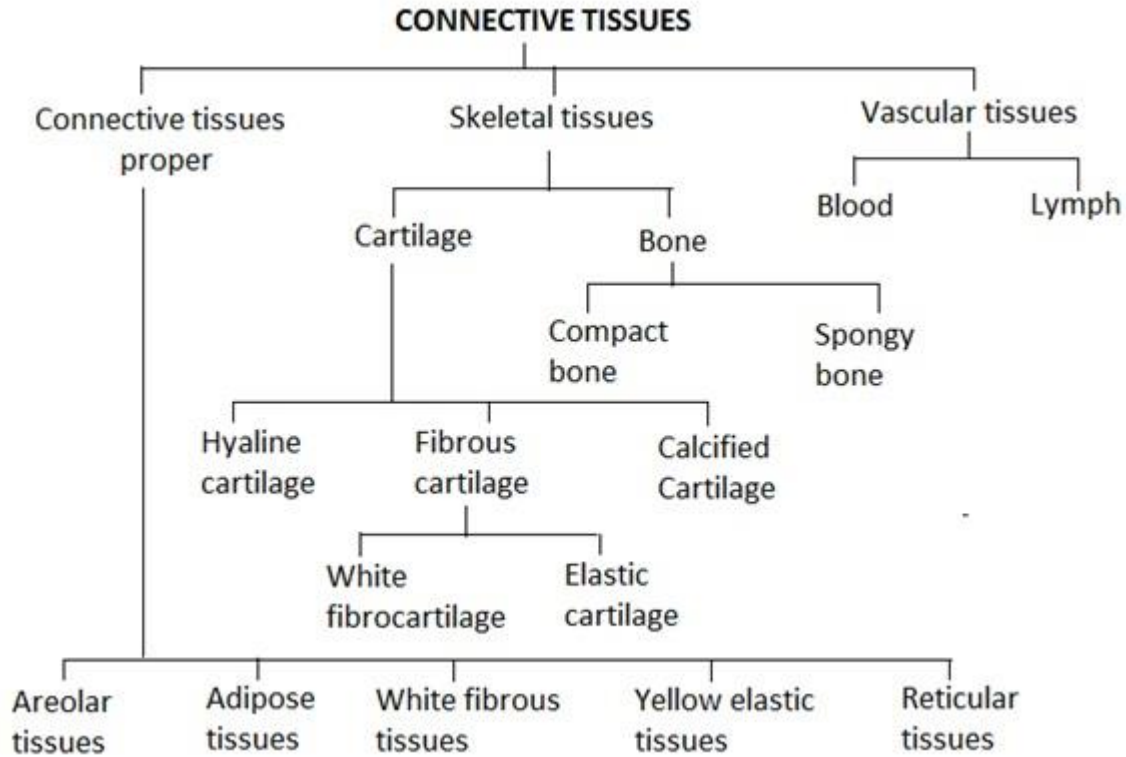 CONNECTIVE TISSUES
Connective tissues
proper
Skeletal tissues
Vascular tissues
Blood
Lymph
Cartilage
Bone
Compact
bone
Spongy
bone
Hyaline
cartilage
Fibrous
cartilage
Calcified
Cartilage
White
fibrocartilage
Elastic
cartilage
Areolar
tissues
Adipose
tissues
White fibrous
tissues
Yellow elastic
tissues
Reticular
tissues